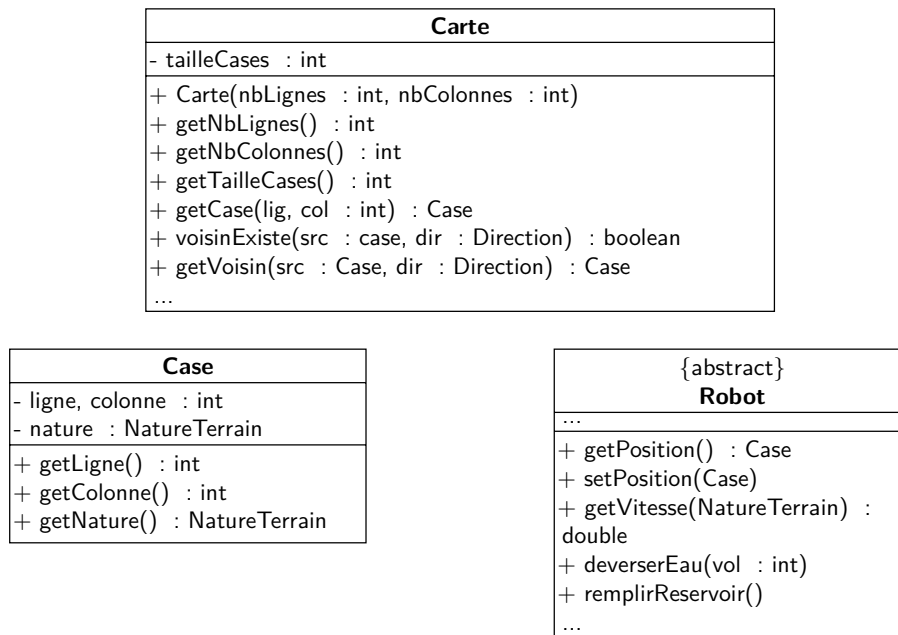 Carte
- tailleCases : int
+ Carte(nbLignes : int, nbColonnes : int)
+ getNbLignes() : int
+ getNbColonnes() : int
+ getTailleCases() : int
+ getCase(lig, col : int) : Case
+ voisinExiste(src : case, dir : Direction) : boolean
+ getVoisin(src : Case, dir : Direction) : Case
...
Case
- ligne, colonne : int
- nature : NatureTerrain
+ getLigne() : int
+ getColonne() : int
+ getNature() : NatureTerrain
{abstract}
Robot
...
+ getPosition() : Case
+ setPosition(Case)
+ getVitesse(NatureTerrain) :
double
+ deverserEau(vol : int)
+ remplirReservoir()
...